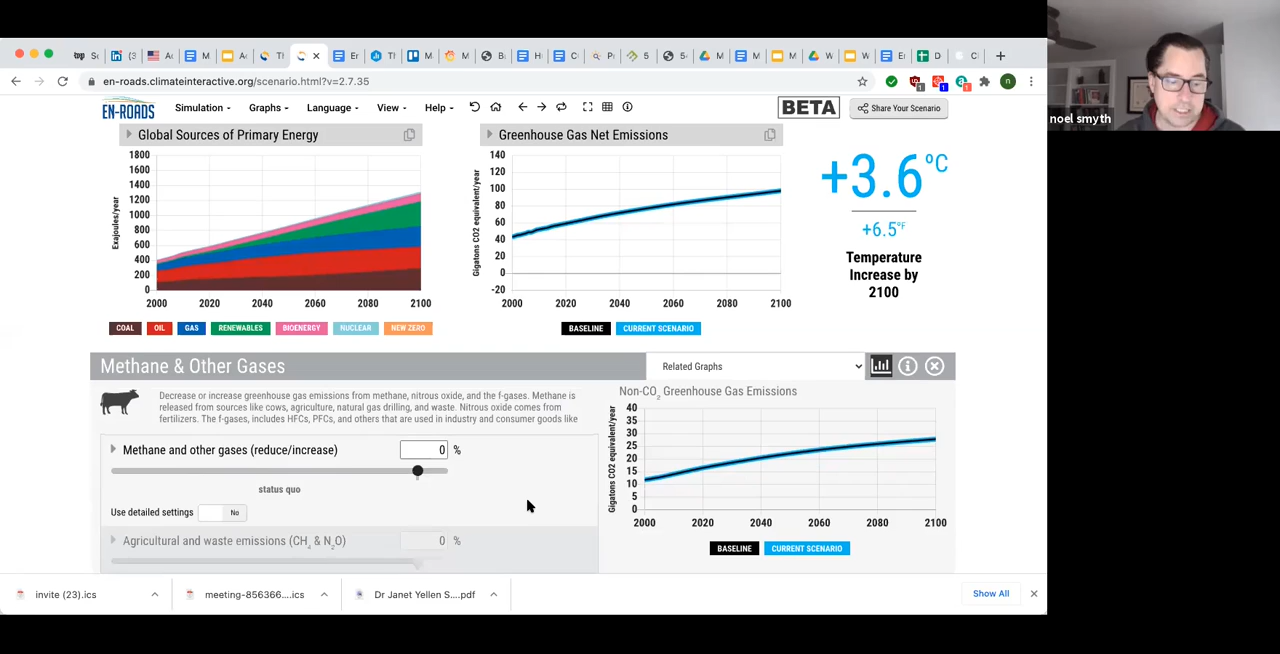 en-roads.climateinteractive.org/scenario.html?v=2.7.35
noel smyth
EN-ROADS
Simulation
Graphs
Language
View
Help
BETA
Share Your Scenario
Global Sources of Primary Energy
Exajoules/year
1800
1600
1400
1200
1000
800
600
400
200
0
2000 2020 2040 2060 2080 2100
COAL OIL GAS RENEWABLES BIOENERGY NUCLEAR NEW ZERO
Greenhouse Gas Net Emissions
Gigatons CO2 equivalent/year
140
120
100
80
60
40
20
0
-20
2000 2020 2040 2060 2080 2100
BASELINE CURRENT SCENARIO
+3.6 °C
+6.5°F
Temperature
Increase by
2100
Methane & Other Gases
Related Graphs
Decrease or increase greenhouse gas emissions from methane, nitrous oxide, and the f-gases. Methane is
released from sources like cows, agriculture, natural gas drilling, and waste. Nitrous oxide comes from
fertilizers. The f-gases, includes HFCs, PFCs, and others that are used in industry and consumer goods like
Methane and other gases (reduce/increase) 0 %
status quo
Use detailed settings No
Agricultural and waste emissions (CH4 & N2O) 0 %
Non-CO2 Greenhouse Gas Emissions
Gigatons CO2 equivalent/year
40
35
30
25
20
15
10
5
0
2000 2020 2040 2060 2080 2100
BASELINE CURRENT SCENARIO
invite (23).ics
meeting-856366....ics
Dr Janet Yellen S....pdf
Show All